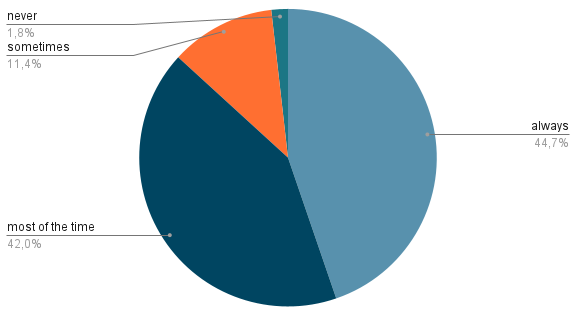 never
1,8%
sometimes
11,4%
always
44,7%
most of the time
42,0%